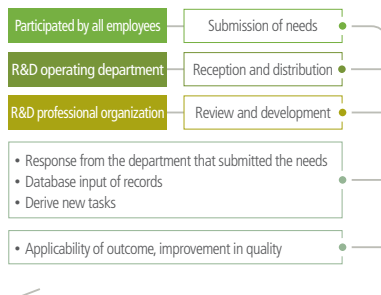 Participated by all employees Submission of needs
R&D operating department Reception and distribution
R&D professional organization Review and development
• Response from the department that submitted the needs
• Database input of records
• Derive new tasks
• Applicability of outcome, improvement in quality